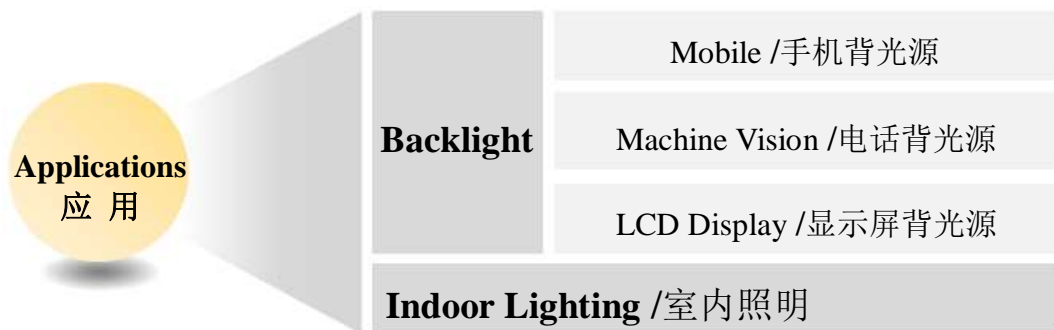 Applications
应 用
Backlight
Mobile /手机背光源
Machine Vision /电话背光源
LCD Display /显示屏背光源
Indoor Lighting /室内照明